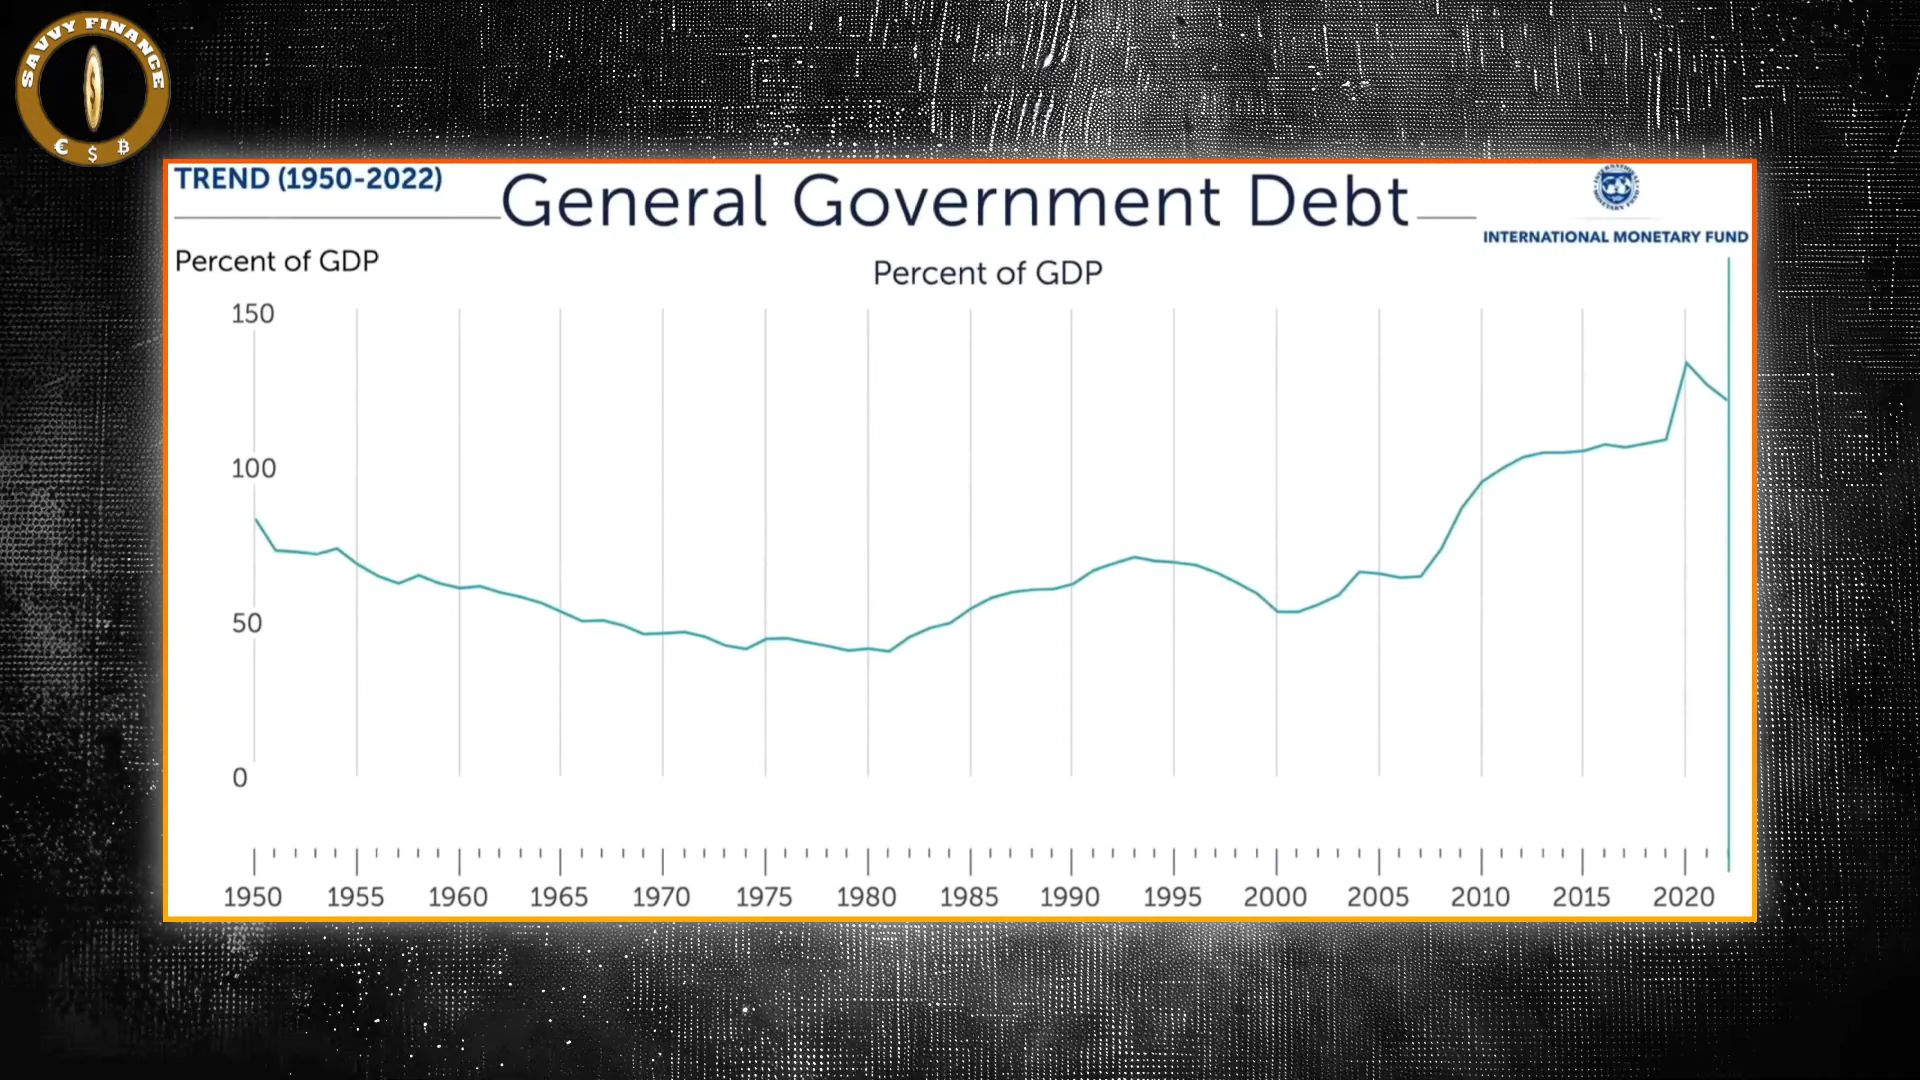 SAVVY FINANCE
€ $ ₿
TREND (1950-2022)
General Government Debt
INTERNATIONAL MONETARY FUND
Percent of GDP
Percent of GDP
150
100
50
0
1950 1955 1960 1965 1970 1975 1980 1985 1990 1995 2000 2005 2010 2015 2020